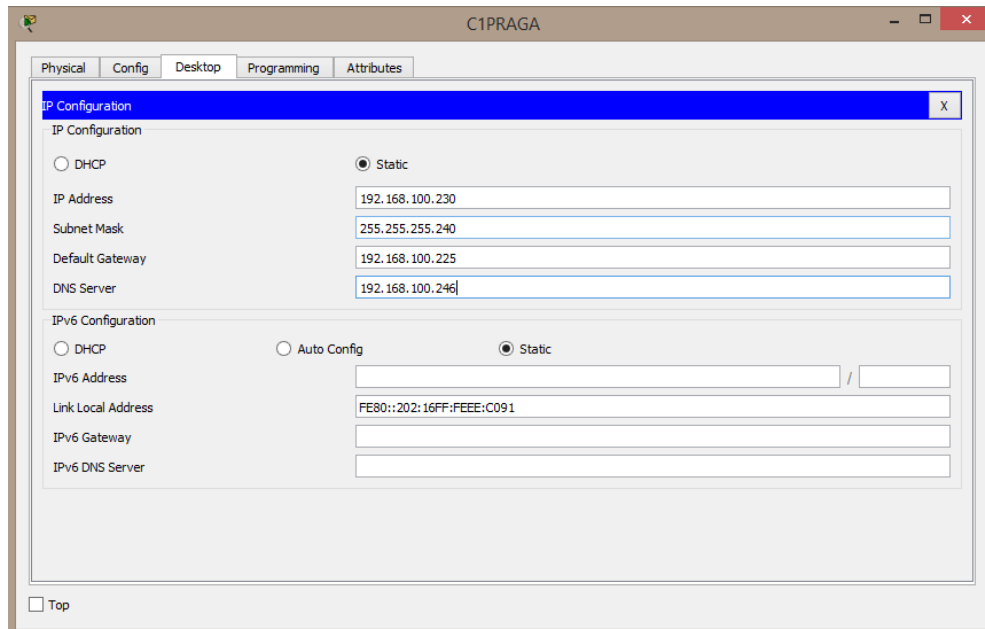 C1PRAGA
Physical Config Desktop Programming Attributes
IP Configuration X
IP Configuration
DHCP Static
IP Address 192.168.100.230
Subnet Mask 255.255.255.240
Default Gateway 192.168.100.225
DNS Server 192.168.100.246
IPv6 Configuration
DHCP Auto Config Static
IPv6 Address /
Link Local Address FE80::202:16FF:FEEE:C091
IPv6 Gateway
IPv6 DNS Server
Top